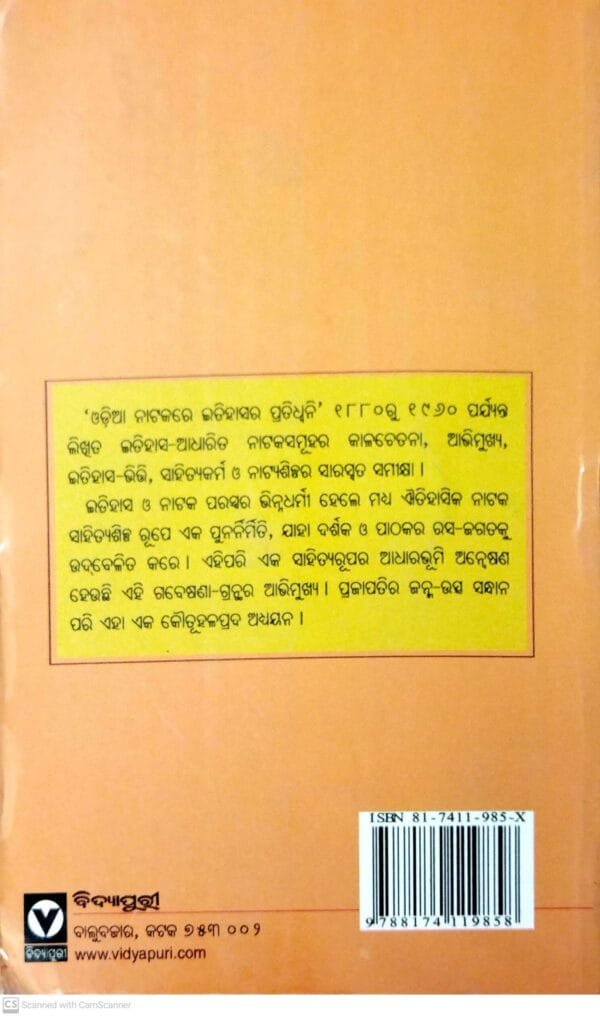 ‘ଓଡ଼ିଆ ନାଟକରେ ଇତିହାସର ପ୍ରତିଧ୍ୱନି’ ୧୮୮୦ରୁ ୧୯୬୦ ପର୍ଯ୍ୟନ୍ତ
ଲିଖିତ ଇତିହାସ-ଆଧାରିତ ନାଟକସମୂହର କାଳଚେତନା, ଆଭିମୁଖ୍ୟ,
ଇତିହାସ-ଭିତ୍ତି, ସାହିତ୍ୟକର୍ମ ଓ ନାଟ୍ୟଶିଳ୍ପର ସାରସ୍ୱତ ସମୀକ୍ଷା ।
ଇତିହାସ ଓ ନାଟକ ପରସ୍ପର ଭିନ୍ନଧର୍ମୀ ହେଲେ ମଧ୍ୟ ଐତିହାସିକ ନାଟକ
ସାହିତ୍ୟଶିଳ୍ପ ରୂପେ ଏକ ପୁନର୍ନିର୍ମିତି, ଯାହା ଦର୍ଶକ ଓ ପାଠକର ରସ-ଜଗତକୁ
ଉଦ୍‌ବେଳିତ କରେ । ଏହିପରି ଏକ ସାହିତ୍ୟରୂପର ଆଧାରଭୂମି ଅନ୍ୱେଷଣ
ହେଉଛି ଏହି ଗବେଷଣା-ଗ୍ରନ୍ଥର ଆଭିମୁଖ୍ୟ । ପ୍ରଜାପତିର ଜନ୍ମ-ଉତ୍ସ ସନ୍ଧାନ
ପରି ଏହା ଏକ କୌତୂହଳପ୍ରଦ ଅଧ୍ୟୟନ ।
ISBN 81-7411-985-X
9 788174 119858
ବିଦ୍ୟାପୁରୀ
ବାଲୁବଜାର, କଟକ ୭୫୩ ୦୦୨
www.vidyapuri.com
V
ବିଦ୍ୟାପୁରୀ
CS Scanned with CamScanner